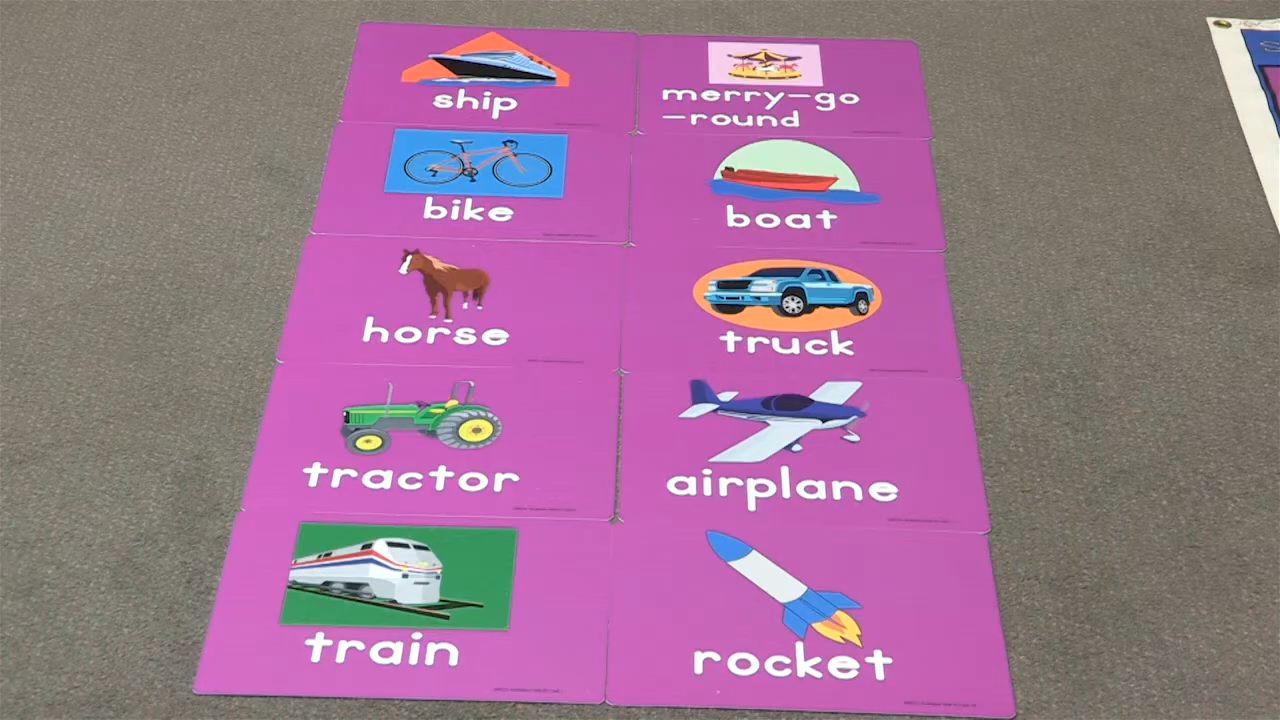 ship
merry-go
-round
bike
boat
horse
truck
tractor
airplane
train
rocket